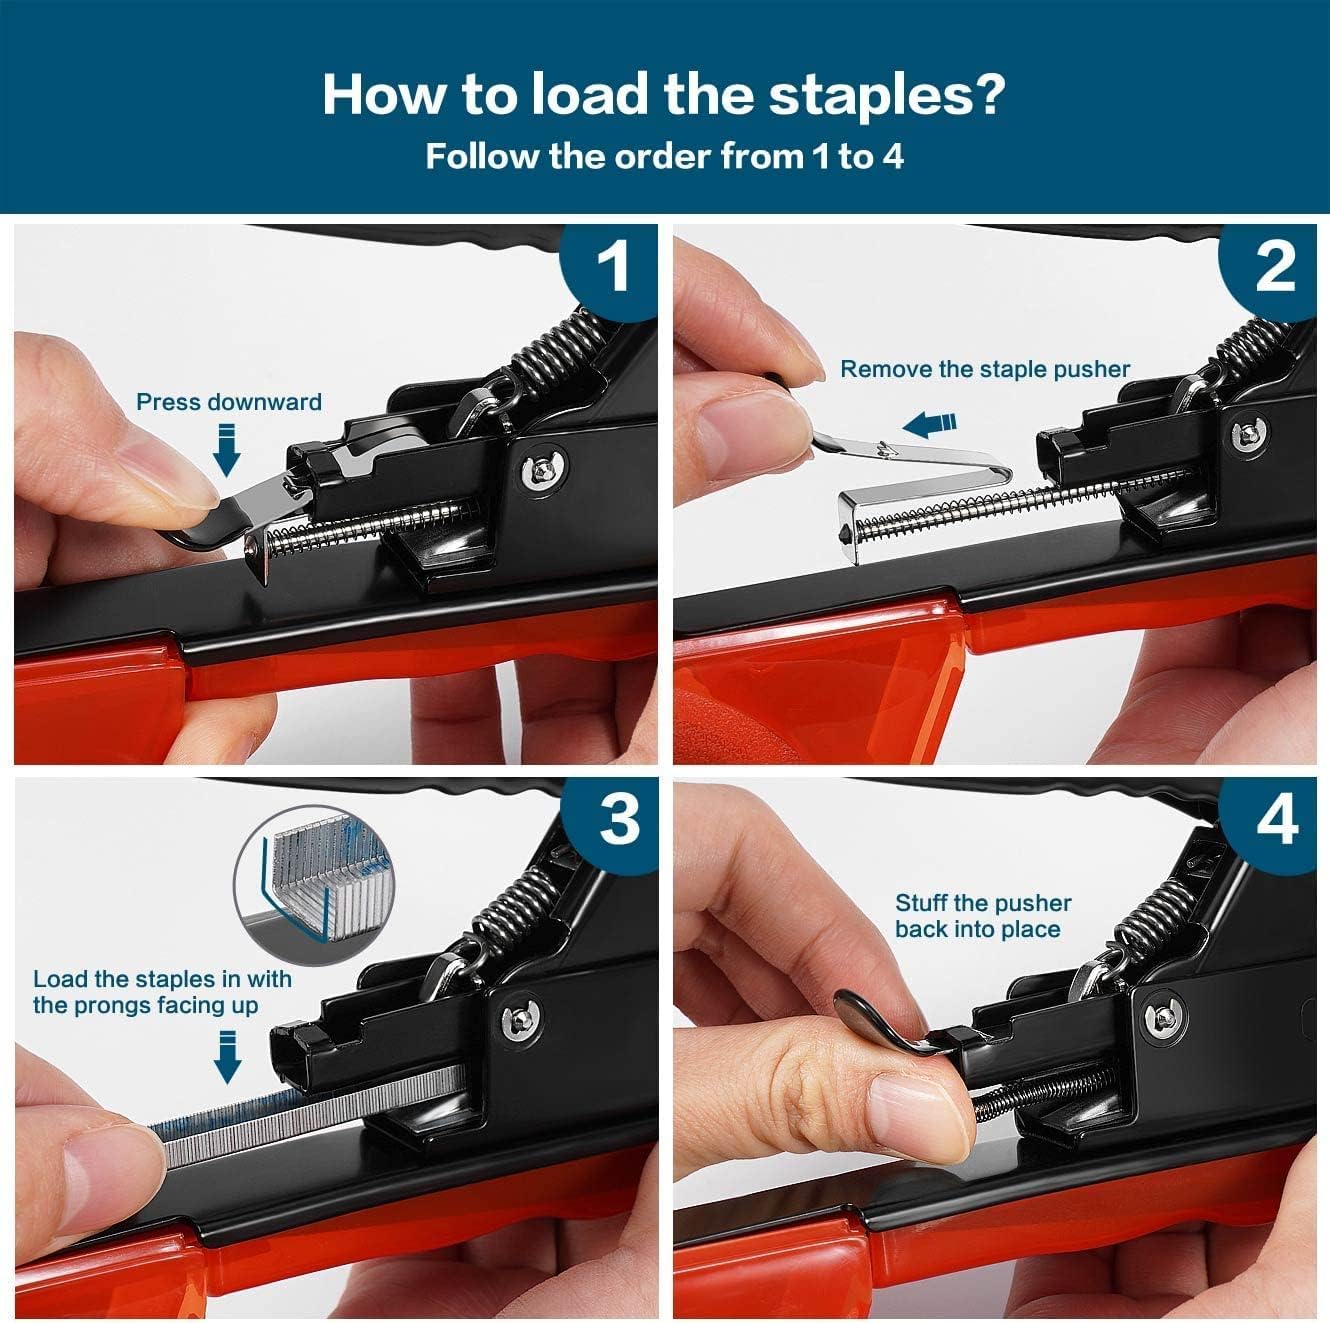 How to load the staples?
Follow the order from 1 to 4
1
Press downward
2
Remove the staple pusher
3
Load the staples in with
the prongs facing up
4
Stuff the pusher
back into place